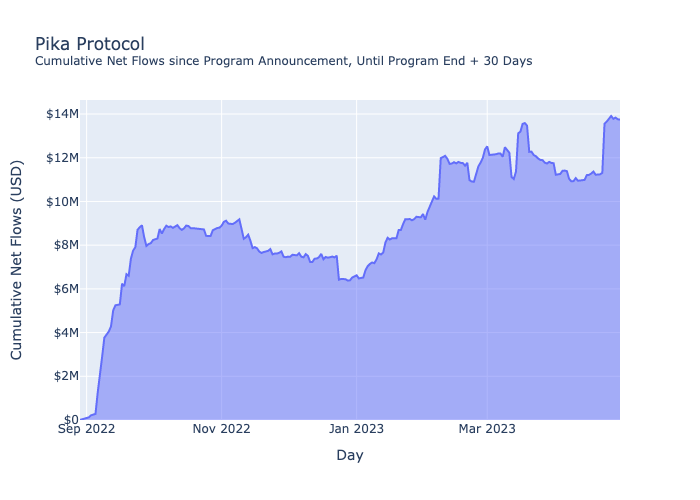 Pika Protocol
Cumulative Net Flows since Program Announcement, Until Program End + 30 Days
Cumulative Net Flows (USD)
$14M
$12M
$10M
$8M
$6M
$4M
$2M
$0
Sep 2022 Nov 2022 Jan 2023 Mar 2023
Day